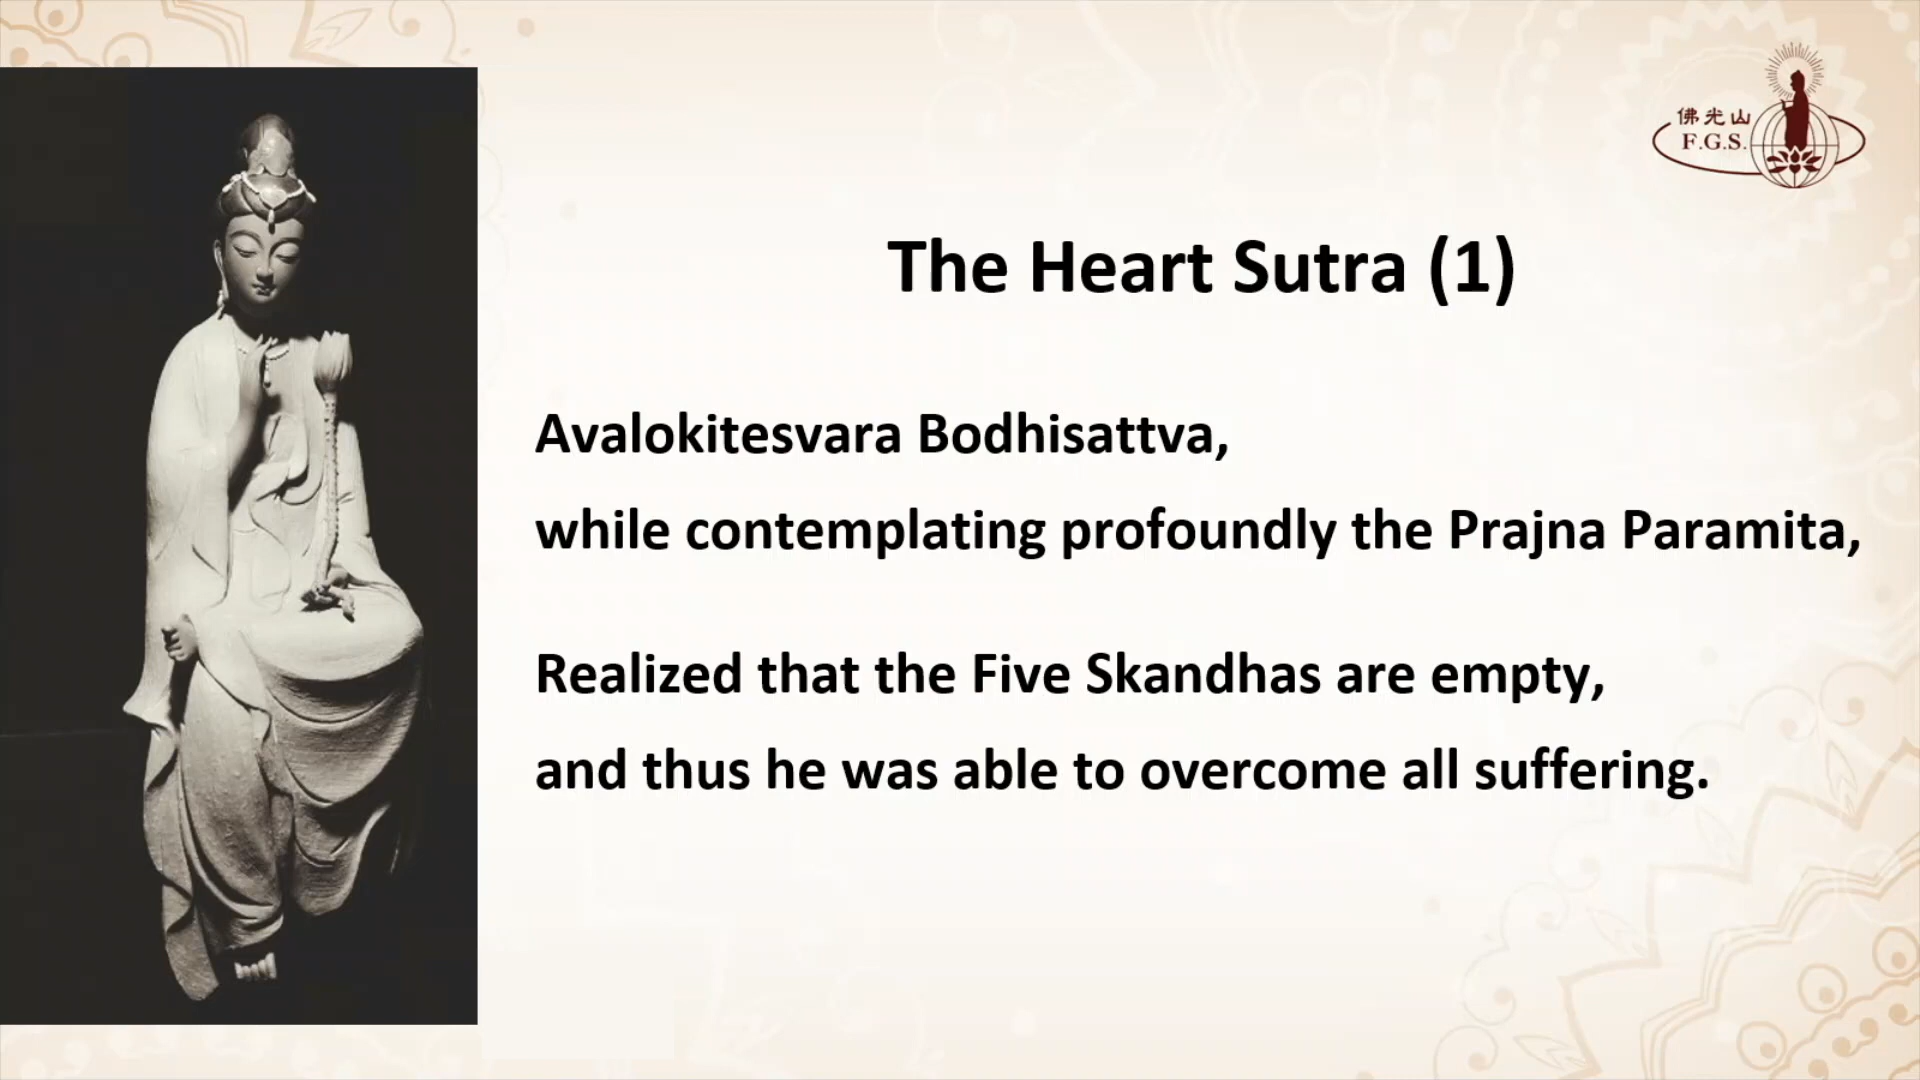 佛光山
F.G.S.
The Heart Sutra (1)
Avalokitesvara Bodhisattva,
while contemplating profoundly the Prajna Paramita,
Realized that the Five Skandhas are empty,
and thus he was able to overcome all suffering.